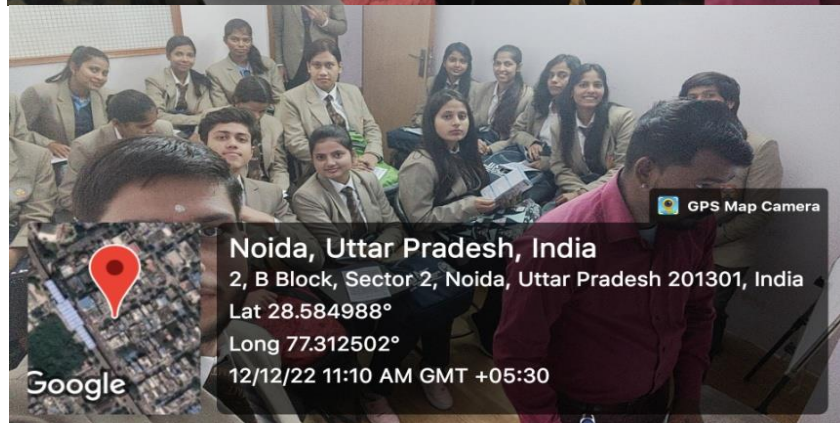 GPS Map Camera
Noida, Uttar Pradesh, India
2, B Block, Sector 2, Noida, Uttar Pradesh 201301, India
Lat 28.584988°
Long 77.312502°
12/12/22 11:10 AM GMT +05:30
Google